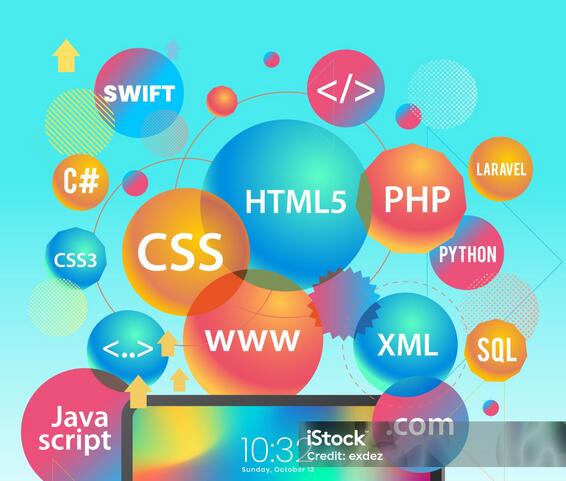 SWIFT
</>
C#
HTML5
PHP
LARAVEL
CSS
CSS3
PYTHON
<..>
WWW
XML
SQL
Java
script
.com
10:32
Sunday, October 12
iStock
Credit: exdez